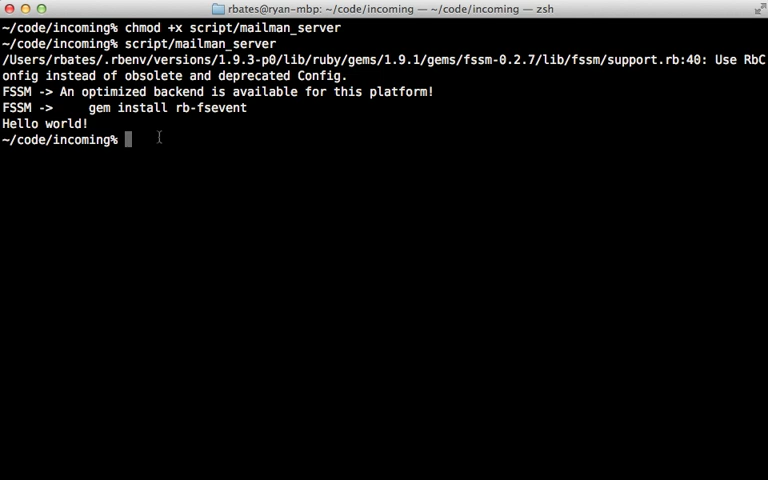 rbates@ryan-mbp: ~/code/incoming — ~/code/incoming — zsh
~/code/incoming% chmod +x script/mailman_server
~/code/incoming% script/mailman_server
/Users/rbates/.rbenv/versions/1.9.3-p0/lib/ruby/gems/1.9.1/gems/fssm-0.2.7/lib/fssm/support.rb:40: Use RbC
onfig instead of obsolete and deprecated Config.
FSSM -> An optimized backend is available for this platform!
FSSM ->     gem install rb-fsevent
Hello world!
~/code/incoming%